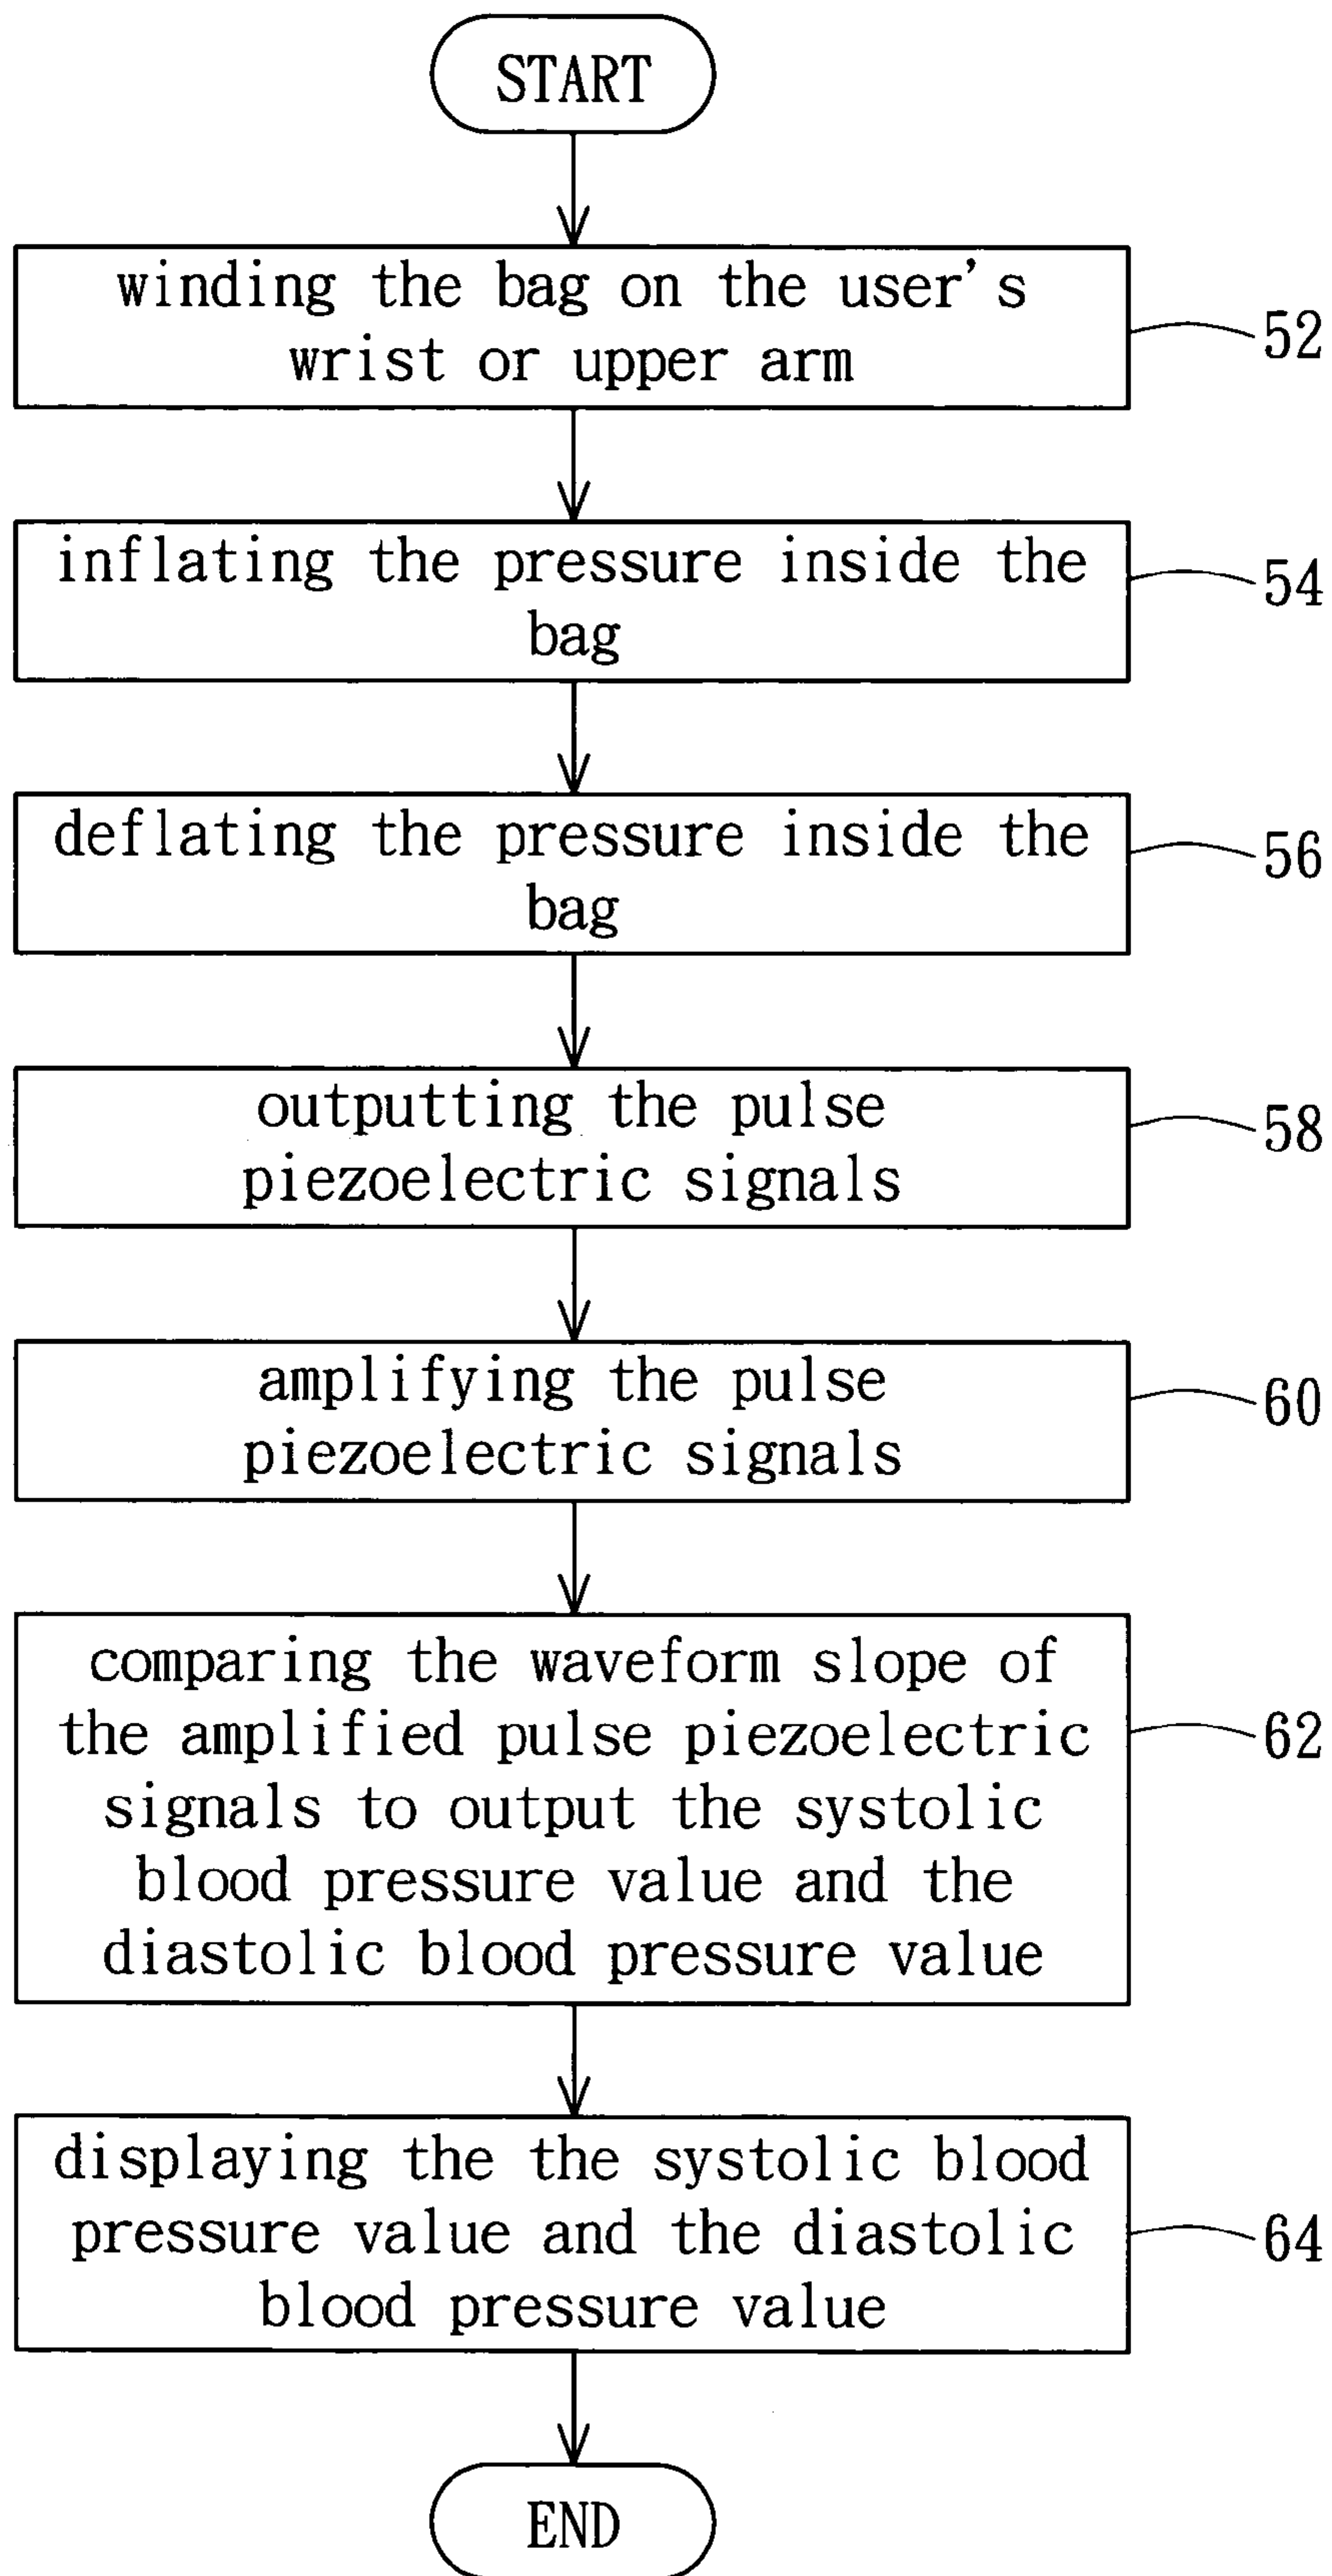 START
winding the bag on the user's
wrist or upper arm
52
inflating the pressure inside the
bag
54
deflating the pressure inside the
bag
56
outputting the pulse
piezoelectric signals
58
amplifying the pulse
piezoelectric signals
60
comparing the waveform slope of
the amplified pulse piezoelectric
signals to output the systolic
blood pressure value and the
diastolic blood pressure value
62
displaying the the systolic blood
pressure value and the diastolic
blood pressure value
64
END